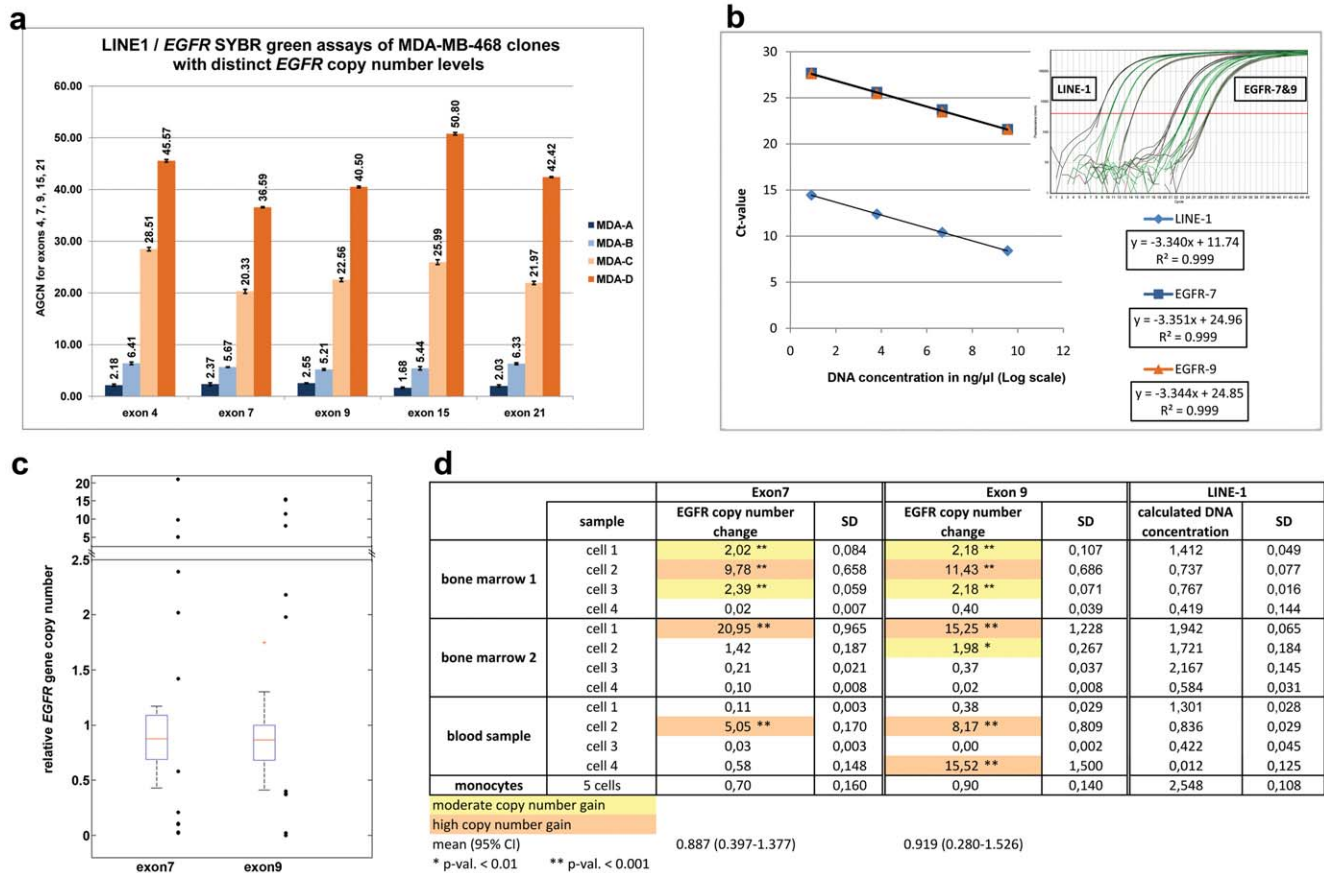 a
LINE1 / EGFR SYBR green assays of MDA-MB-468 clones
with distinct EGFR copy number levels
AGCN for exons 4, 7, 9, 15, 21
60.00
50.00
40.00
30.00
20.00
10.00
0.00
2.18 6.41 28.51 45.57
2.37 5.67 20.33 36.59
2.55 5.21 22.56 40.50
1.68 5.44 25.99 50.80
2.03 6.33 21.97 42.42
exon 4 exon 7 exon 9 exon 15 exon 21
MDA-A
MDA-B
MDA-C
MDA-D
b
Ct-value
30
25
20
15
10
5
0
0 2 4 6 8 10 12
DNA concentration in ng/µl (Log scale)
LINE-1 EGFR-7&9
LINE-1
y = -3.340x + 11.74
R² = 0.999
EGFR-7
y = -3.351x + 24.96
R² = 0.999
EGFR-9
y = -3.344x + 24.85
R² = 0.999
c
relative EGFR gene copy number
20
15
10
5
2.5
2
1.5
1
0.5
0
exon7 exon9
d
Exon7 Exon 9 LINE-1
sample EGFR copy number change SD EGFR copy number change SD calculated DNA concentration SD
bone marrow 1
cell 1 2,02 ** 0,084 2,18 ** 0,107 1,412 0,049
cell 2 9,78 ** 0,658 11,43 ** 0,686 0,737 0,077
cell 3 2,39 ** 0,059 2,18 ** 0,071 0,767 0,016
cell 4 0,02 0,007 0,40 0,039 0,419 0,144
bone marrow 2
cell 1 20,95 ** 0,965 15,25 ** 1,228 1,942 0,065
cell 2 1,42 0,187 1,98 * 0,267 1,721 0,184
cell 3 0,21 0,021 0,37 0,037 2,167 0,145
cell 4 0,10 0,008 0,02 0,008 0,584 0,031
blood sample
cell 1 0,11 0,003 0,38 0,029 1,301 0,028
cell 2 5,05 ** 0,170 8,17 ** 0,809 0,836 0,029
cell 3 0,03 0,003 0,00 0,002 0,422 0,045
cell 4 0,58 0,148 15,52 ** 1,500 0,012 0,125
monocytes 5 cells 0,70 0,160 0,90 0,140 2,548 0,108
moderate copy number gain
high copy number gain
mean (95% CI) 0.887 (0.397-1.377) 0.919 (0.280-1.526)
* p-val. < 0.01 ** p-val. < 0.001